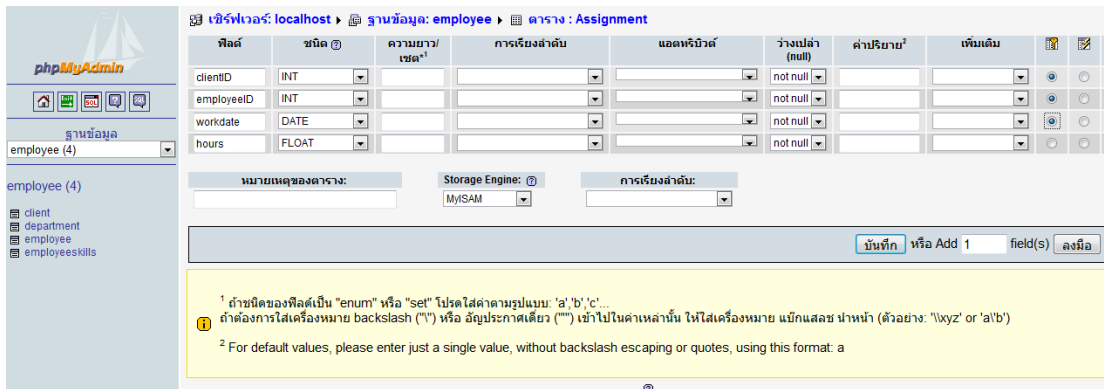 phpMyAdmin
ฐานข้อมูล
employee (4)
employee (4)
client
department
employee
employeeskills
เซิร์ฟเวอร์: localhost ▸ ฐานข้อมูล: employee ▸ ตาราง : Assignment
ฟิลด์ ชนิด ความยาว/เซต*1 การเรียงลำดับ แอตทริบิวต์ ว่างเปล่า (null) ค่าปริยาย2 เพิ่มเติม
clientID INT not null
employeeID INT not null
workdate DATE not null
hours FLOAT not null
หมายเหตุของตาราง: Storage Engine: การเรียงลำดับ:
MyISAM
บันทึก หรือ Add 1 field(s) ลงมือ
1 ถ้าชนิดของฟิลด์เป็น "enum" หรือ "set" โปรดใส่ค่าตามรูปแบบ: 'a','b','c'...
ถ้าต้องการใส่เครื่องหมาย backslash ("\") หรือ อัญประกาศเดี่ยว ("'") เข้าไปในค่าเหล่านั้น ให้ใส่เครื่องหมาย แบ๊กแสลช นำหน้า (ตัวอย่าง: '\\xyz' or 'a\'b')
2 For default values, please enter just a single value, without backslash escaping or quotes, using this format: a